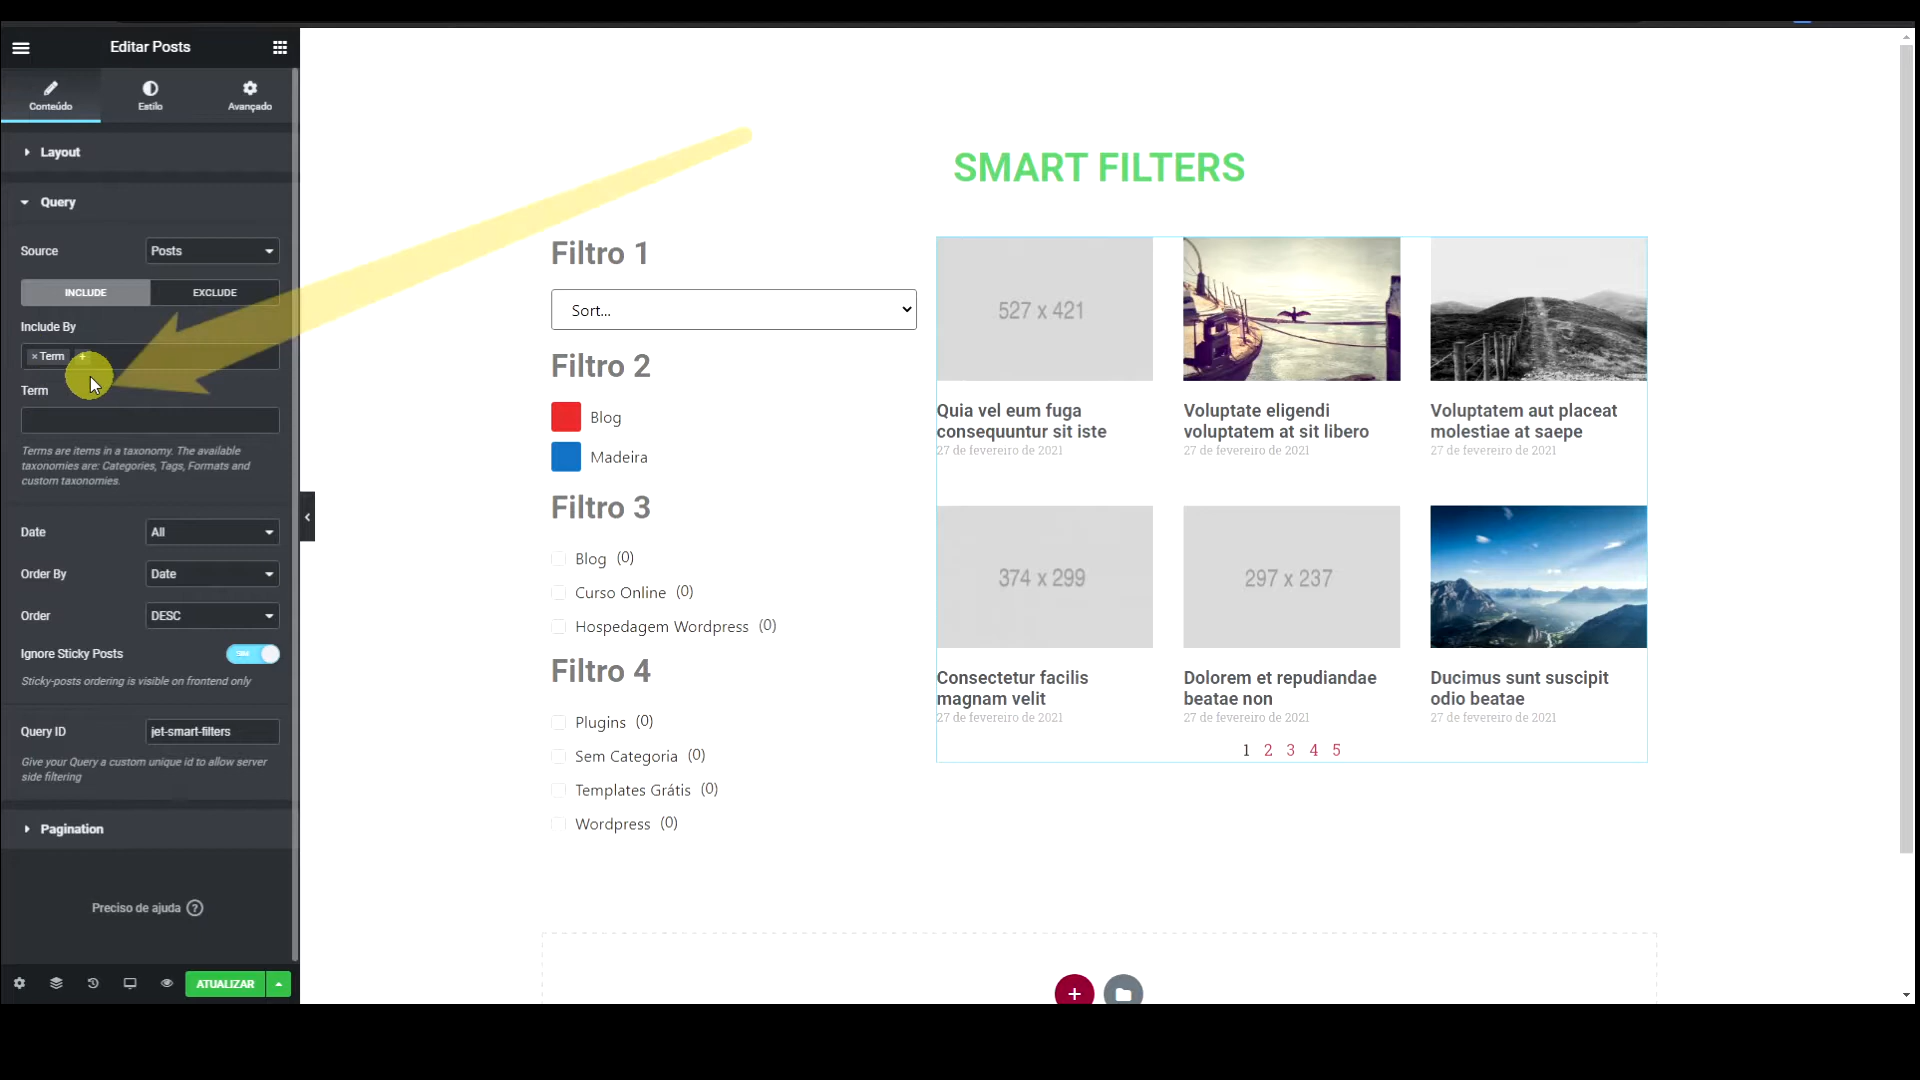 Editar Posts
Conteúdo
Estilo
Avançado
Layout
Query
Source
Posts
INCLUDE
EXCLUDE
Include By
× Term
+
Term
Terms are items in a taxonomy. The available
taxonomies are: Categories, Tags, Formats and
custom taxonomies.
Date
All
Order By
Date
Order
DESC
Ignore Sticky Posts
SIM
Sticky-posts ordering is visible on frontend only
Query ID
jet-smart-filters
Give your Query a custom unique id to allow server
side filtering
Pagination
Preciso de ajuda ?
ATUALIZAR
SMART FILTERS
Filtro 1
Sort...
Filtro 2
Blog
Madeira
Filtro 3
Blog (0)
Curso Online (0)
Hospedagem Wordpress (0)
Filtro 4
Plugins (0)
Sem Categoria (0)
Templates Grátis (0)
Wordpress (0)
527 x 421
Quia vel eum fuga
consequuntur sit iste
27 de fevereiro de 2021
Voluptate eligendi
voluptatem at sit libero
27 de fevereiro de 2021
Voluptatem aut placeat
molestiae at saepe
27 de fevereiro de 2021
374 x 299
Consectetur facilis
magnam velit
27 de fevereiro de 2021
297 x 237
Dolorem et repudiandae
beatae non
27 de fevereiro de 2021
Ducimus sunt suscipit
odio beatae
27 de fevereiro de 2021
1 2 3 4 5